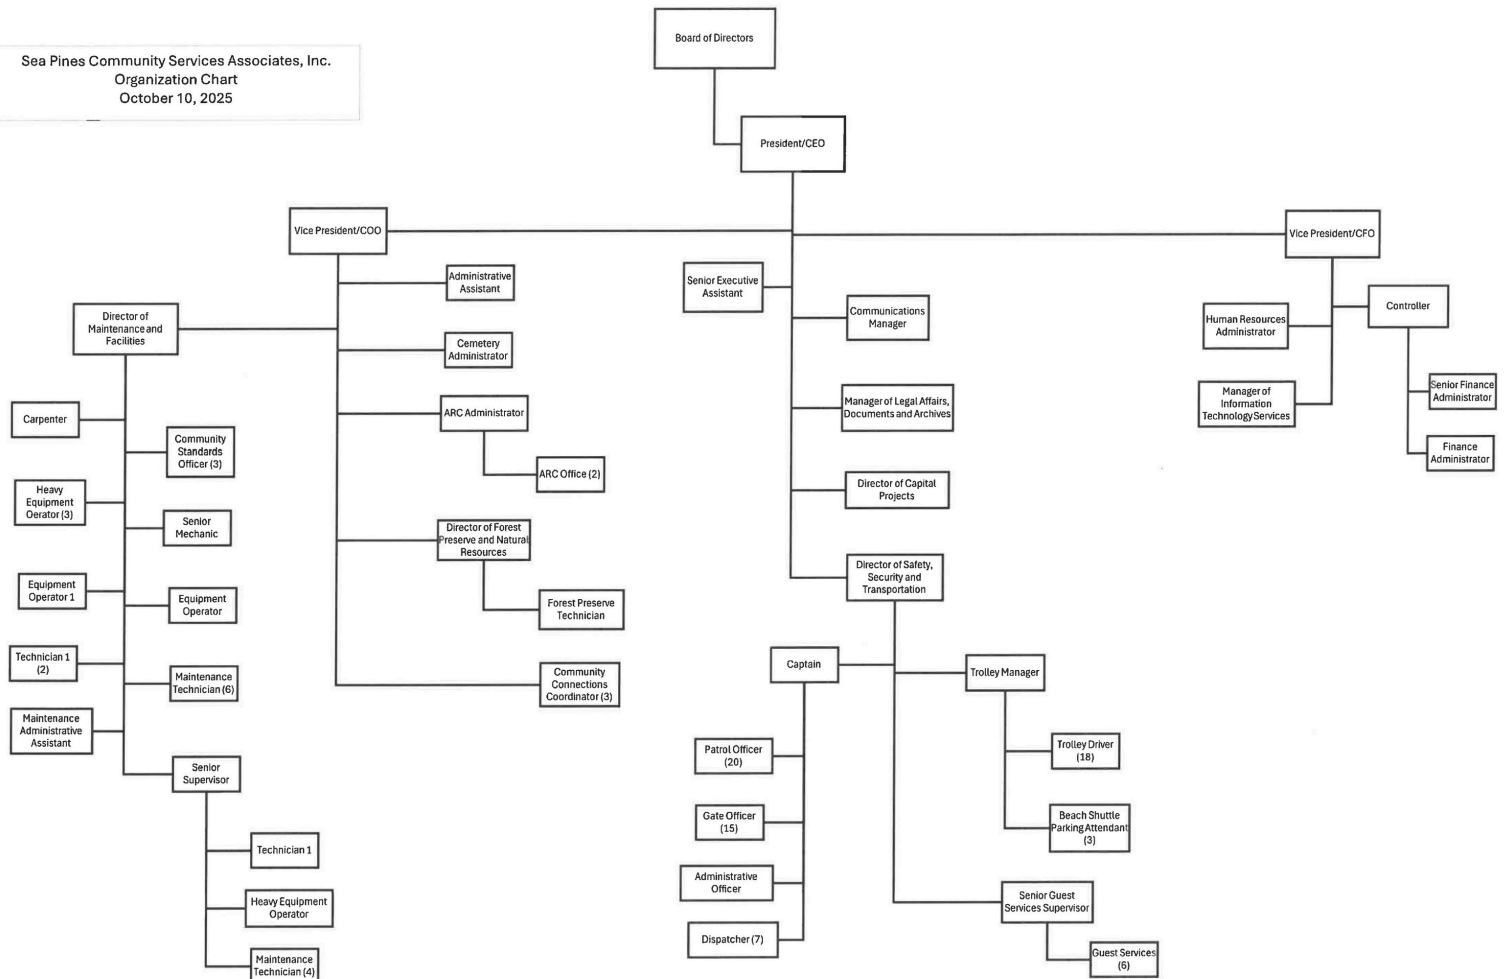 Sea Pines Community Services Associates, Inc.
Organization Chart
October 10, 2025
Board of Directors
President/CEO
Vice President/COO
Vice President/CFO
Administrative
Assistant
Senior Executive
Assistant
Communications
Manager
Controller
Director of
Maintenance and
Facilities
Human Resources
Administrator
Cemetery
Administrator
Manager of
Information
Technology Services
Senior Finance
Administrator
Finance
Administrator
Carpenter
Community
Standards
Officer (3)
ARC Administrator
Manager of Legal Affairs,
Documents and Archives
ARC Office (2)
Heavy
Equipment
Oerator (3)
Senior
Mechanic
Director of Forest
Preserve and Natural
Resources
Director of Capital
Projects
Equipment
Operator 1
Equipment
Operator
Forest Preserve
Technician
Director of Safety,
Security and
Transportation
Technician 1
(2)
Maintenance
Technician (6)
Community
Connections
Coordinator (3)
Captain
Trolley Manager
Maintenance
Administrative
Assistant
Senior
Supervisor
Patrol Officer
(20)
Trolley Driver
(18)
Gate Officer
(15)
Beach Shuttle
Parking Attendant
(3)
Technician 1
Administrative
Officer
Heavy Equipment
Operator
Senior Guest
Services Supervisor
Dispatcher (7)
Maintenance
Technician (4)
Guest Services
(6)